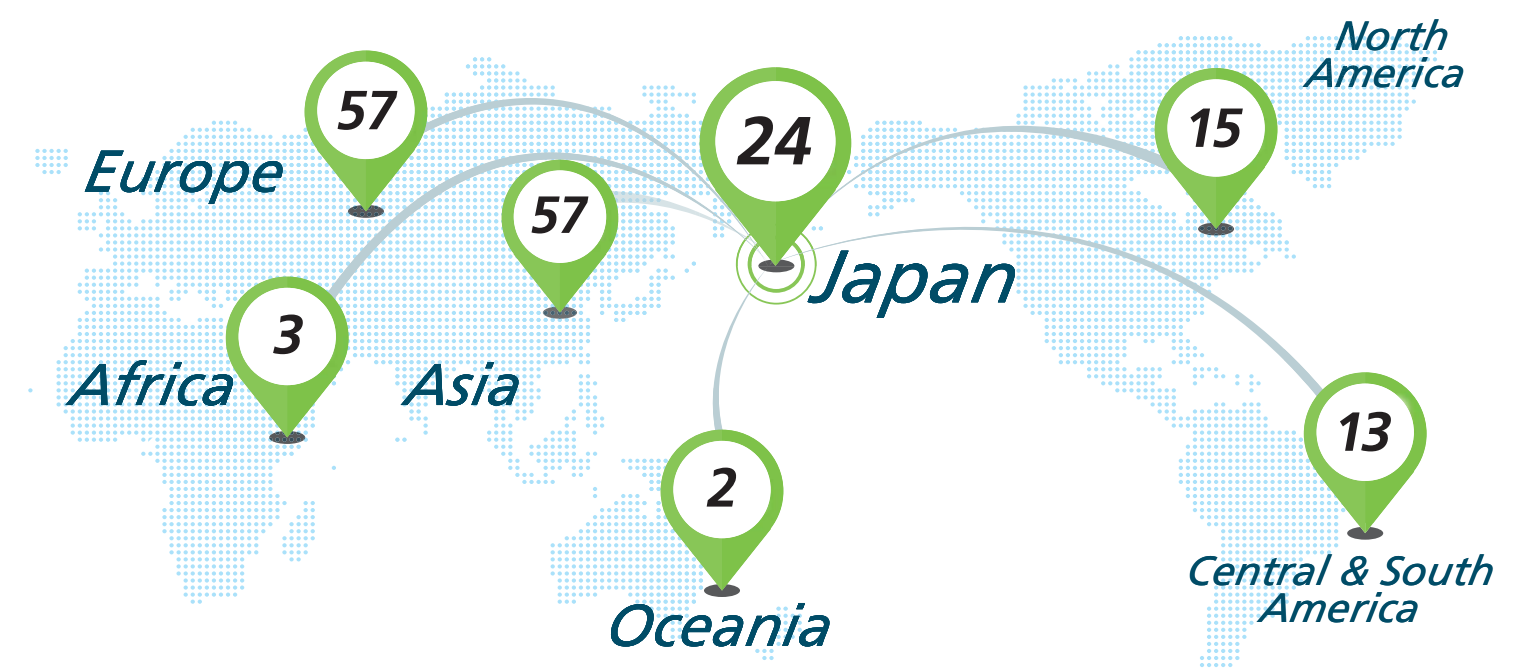 North
America
57
24
15
Europe
57
Japan
3
Africa
Asia
13
2
Central & South
America
Oceania